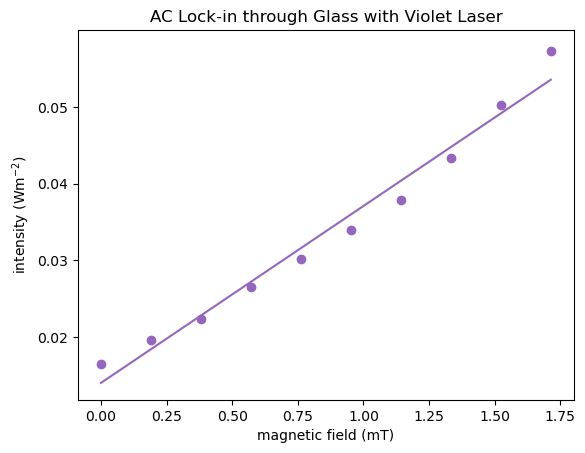 AC Lock-in through Glass with Violet Laser
intensity (Wm⁻²)
0.05
0.04
0.03
0.02
0.00 0.25 0.50 0.75 1.00 1.25 1.50 1.75
magnetic field (mT)